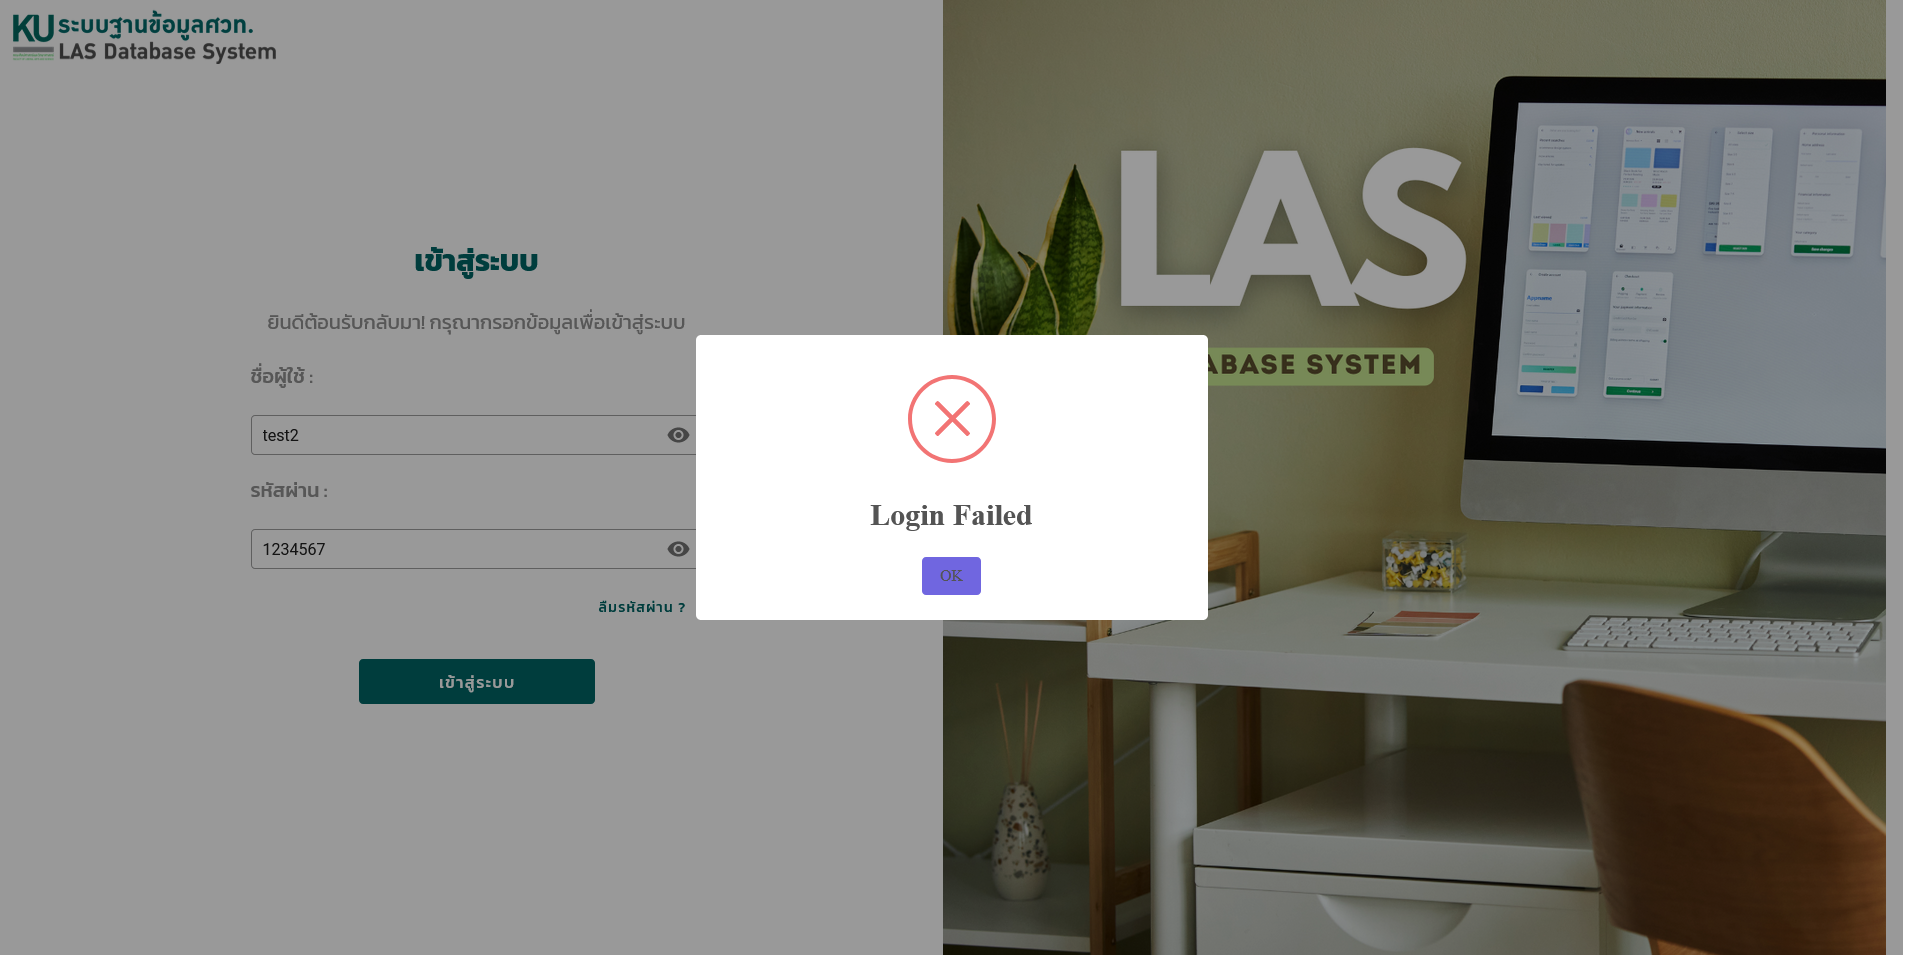 KU ระบบฐานข้อมูลศวท.
LAS Database System
เข้าสู่ระบบ
ยินดีต้อนรับกลับมา! กรุณากรอกข้อมูลเพื่อเข้าสู่ระบบ
ชื่อผู้ใช้ :
test2
รหัสผ่าน :
1234567
ลืมรหัสผ่าน ?
เข้าสู่ระบบ
LAS
ABASE SYSTEM
Login Failed
OK
Appname